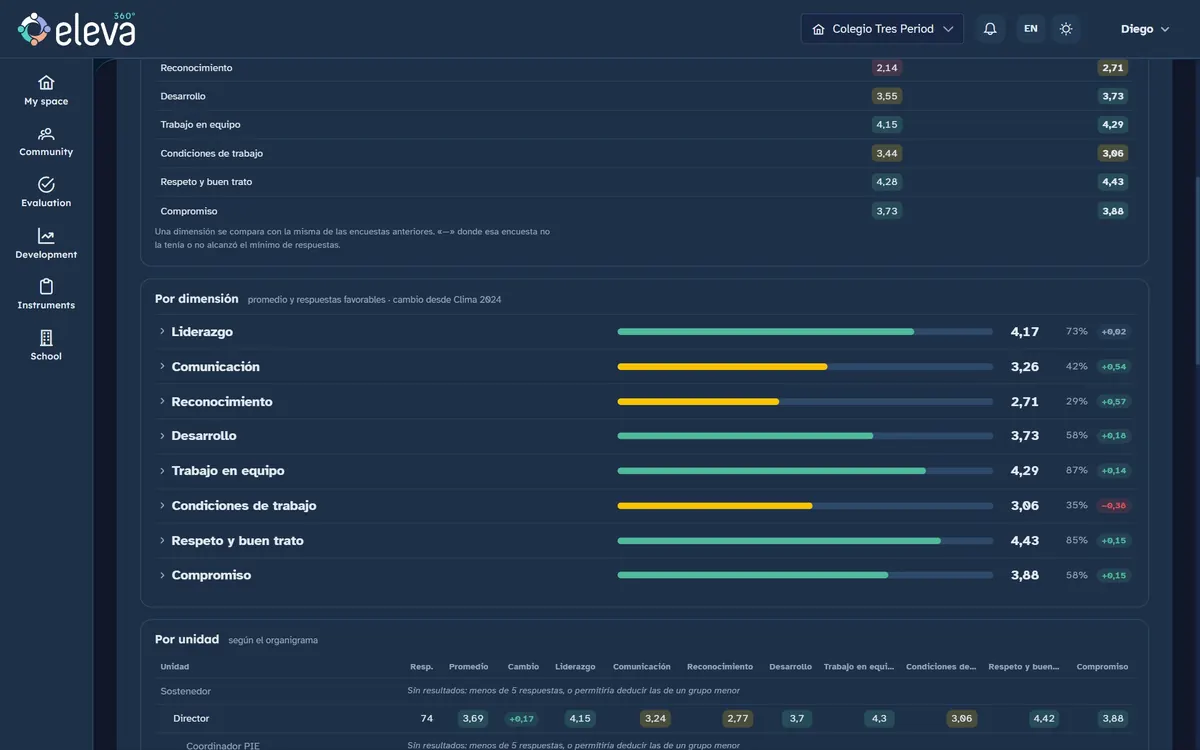 eleva 360°
Colegio Tres Period
EN
Diego
My space
Community
Evaluation
Development
Instruments
School
Reconocimiento 2,14 2,71
Desarrollo 3,55 3,73
Trabajo en equipo 4,15 4,29
Condiciones de trabajo 3,44 3,06
Respeto y buen trato 4,28 4,43
Compromiso 3,73 3,88
Una dimensión se compara con la misma de las encuestas anteriores. «—» donde esa encuesta no
la tenía o no alcanzó el mínimo de respuestas.
Por dimensión promedio y respuestas favorables · cambio desde Clima 2024
Liderazgo 4,17 73% +0,02
Comunicación 3,26 42% +0,54
Reconocimiento 2,71 29% +0,57
Desarrollo 3,73 58% +0,18
Trabajo en equipo 4,29 87% +0,14
Condiciones de trabajo 3,06 35% −0,38
Respeto y buen trato 4,43 85% +0,15
Compromiso 3,88 58% +0,15
Por unidad según el organigrama
Unidad Resp. Promedio Cambio Liderazgo Comunicación Reconocimiento Desarrollo Trabajo en equi... Condiciones de... Respeto y buen... Compromiso
Sostenedor Sin resultados: menos de 5 respuestas, o permitiría deducir las de un grupo menor
Director 74 3,69 +0,17 4,15 3,24 2,77 3,7 4,3 3,06 4,42 3,88
Coordinador PIE Sin resultados: menos de 5 respuestas, o permitiría deducir las de un grupo menor